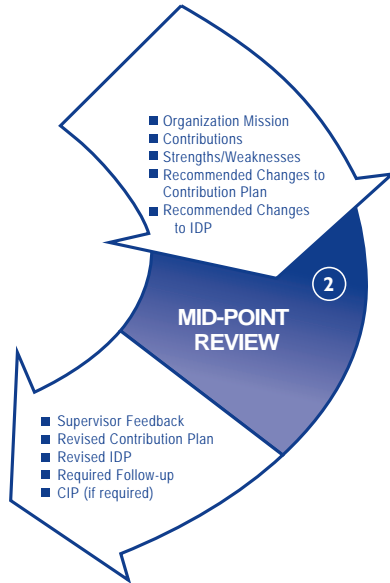 ■ Organization Mission
■ Contributions
■ Strengths/Weaknesses
■ Recommended Changes to
Contribution Plan
■ Recommended Changes
to IDP
2
MID-POINT
REVIEW
■ Supervisor Feedback
■ Revised Contribution Plan
■ Revised IDP
■ Required Follow-up
■ CIP (if required)